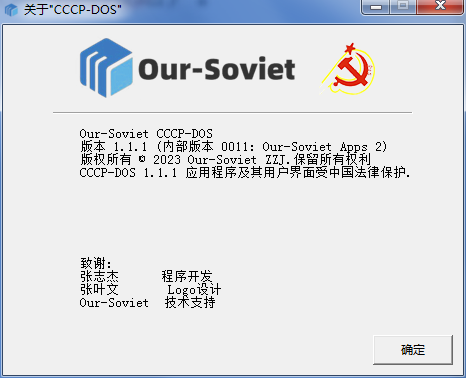 关于"CCCP-DOS"
Our-Soviet
Our-Soviet CCCP-DOS
版本 1.1.1 (内部版本 0011: Our-Soviet Apps 2)
版权所有 © 2023 Our-Soviet ZZJ.保留所有权利
CCCP-DOS 1.1.1 应用程序及其用户界面受中国法律保护.
致谢:
张志杰 程序开发
张叶文 Logo设计
Our-Soviet 技术支持
确定